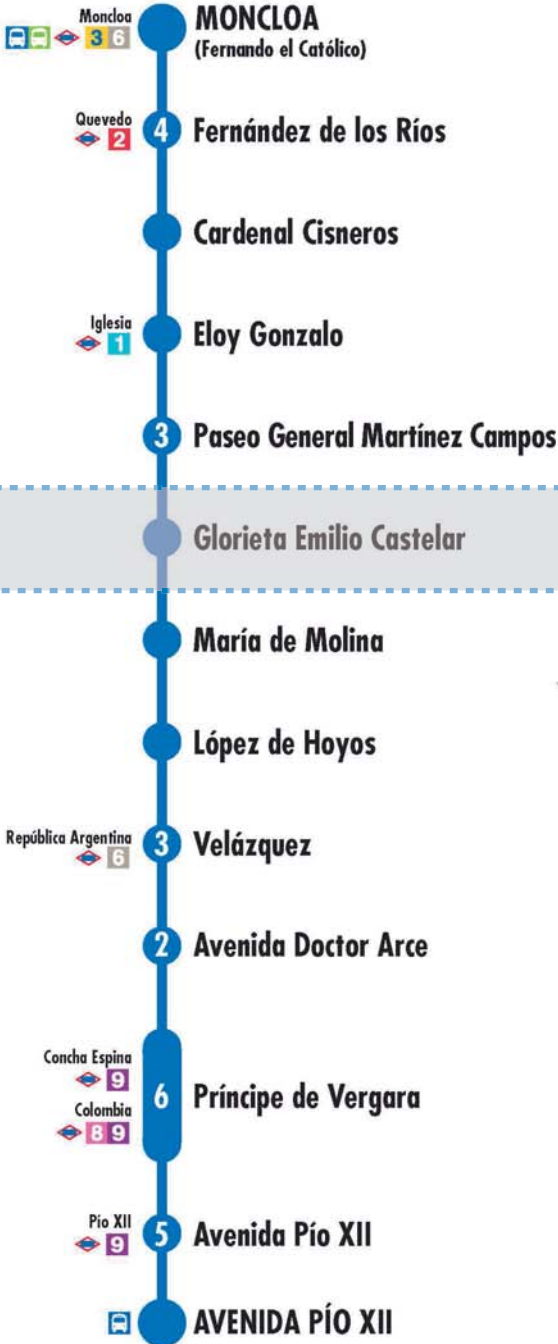 Moncloa
3 6
MONCLOA
(Fernando el Católico)
Quevedo
2
4
Fernández de los Ríos
Cardenal Cisneros
Iglesia
1
Eloy Gonzalo
3
Paseo General Martínez Campos
Glorieta Emilio Castelar
María de Molina
López de Hoyos
República Argentina
6
3
Velázquez
2
Avenida Doctor Arce
Concha Espina
9
Colombia
8 9
6
Príncipe de Vergara
Pio XII
9
5
Avenida Pío XII
AVENIDA PÍO XII